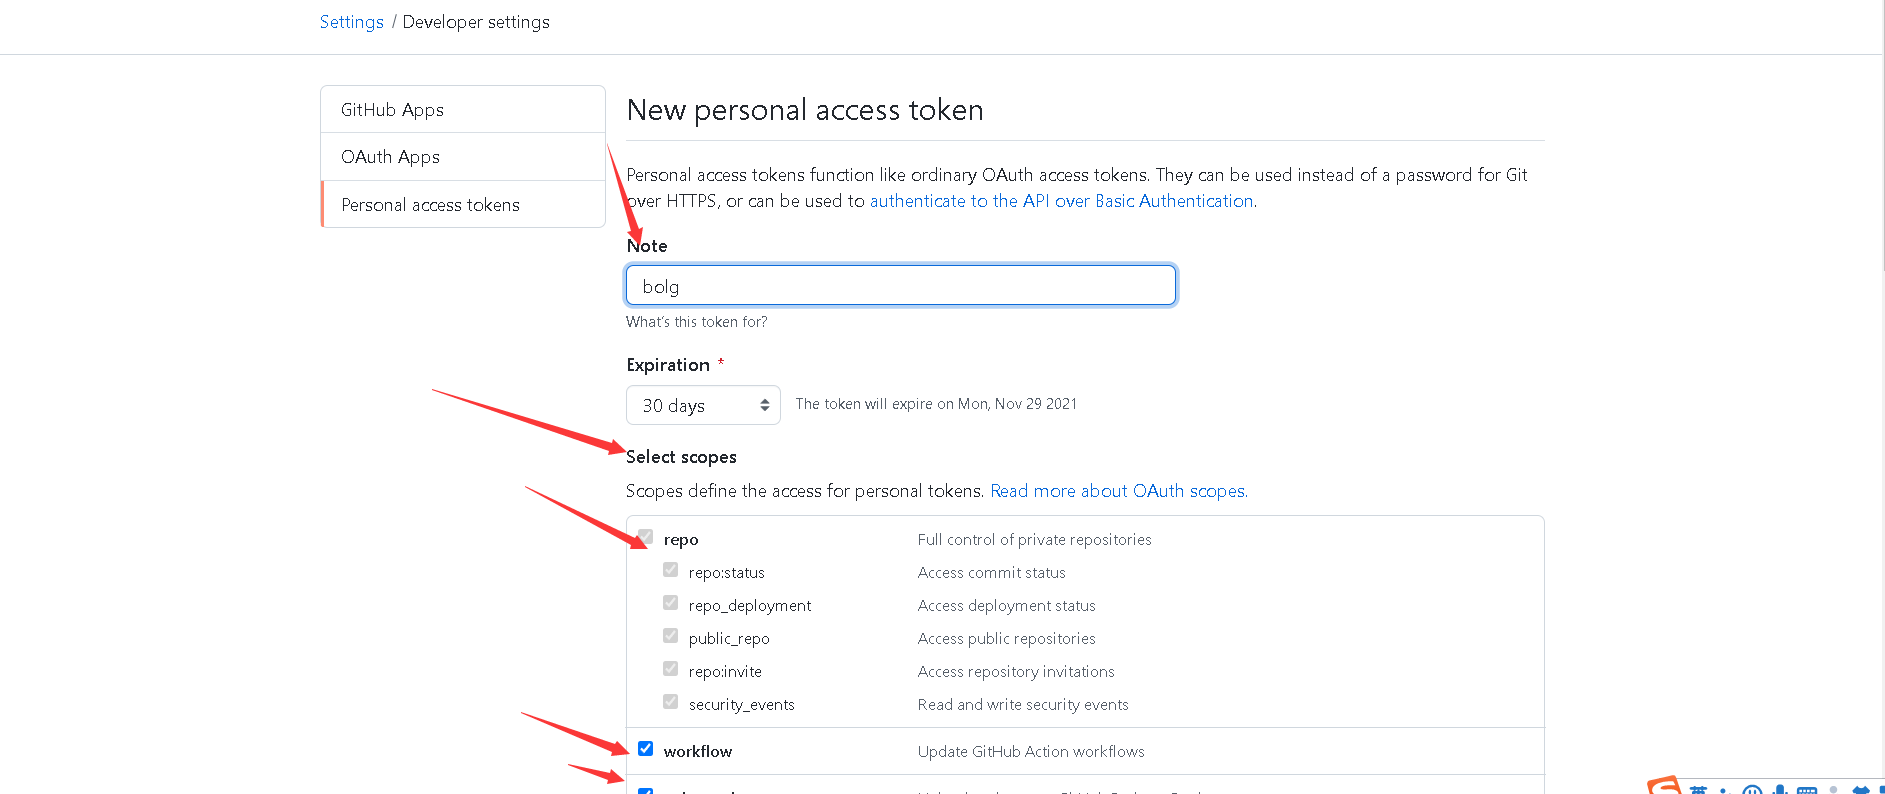 Settings / Developer settings
GitHub Apps
OAuth Apps
Personal access tokens
New personal access token
Personal access tokens function like ordinary OAuth access tokens. They can be used instead of a password for Git
over HTTPS, or can be used to authenticate to the API over Basic Authentication.
Note
bolg
What's this token for?
Expiration *
30 days The token will expire on Mon, Nov 29 2021
Select scopes
Scopes define the access for personal tokens. Read more about OAuth scopes.
repo Full control of private repositories
repo:status Access commit status
repo_deployment Access deployment status
public_repo Access public repositories
repo:invite Access repository invitations
security_events Read and write security events
workflow Update GitHub Action workflows